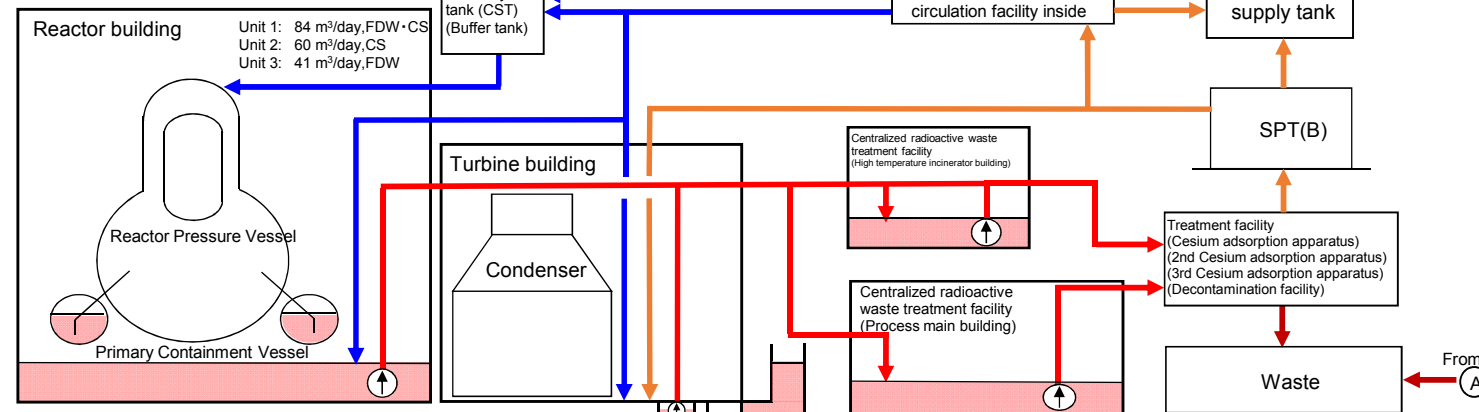 tank (CST)
(Buffer tank)
circulation facility inside
supply tank
Reactor building
Unit 1: 84 m³/day,FDW・CS
Unit 2: 60 m³/day,CS
Unit 3: 41 m³/day,FDW
SPT(B)
Centralized radioactive waste
treatment facility
(High temperature incinerator building)
Turbine building
Reactor Pressure Vessel
Condenser
Treatment facility
(Cesium adsorption apparatus)
(2nd Cesium adsorption apparatus)
(3rd Cesium adsorption apparatus)
(Decontamination facility)
Centralized radioactive
waste treatment facility
(Process main building)
Primary Containment Vessel
Waste
From
A